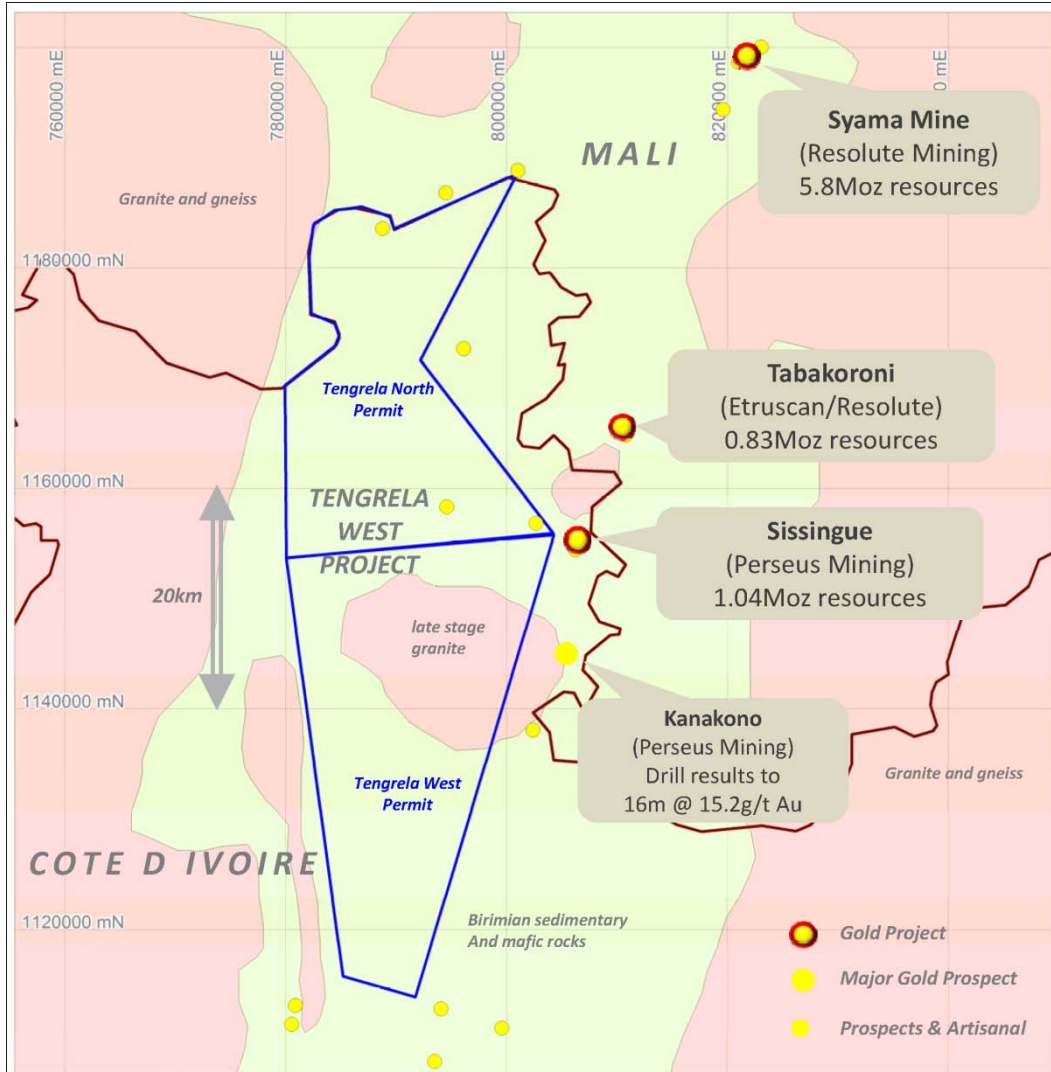 760000 mE
780000 mE
800000 mE
820000 mE
mE
Syama Mine
(Resolute Mining)
5.8Moz resources
MALI
Granite and gneiss
1180000 mN
Tengrela North
Permit
Tabakoroni
(Etruscan/Resolute)
0.83Moz resources
1160000 mN
TENGRELA
WEST
PROJECT
Sissingue
(Perseus Mining)
1.04Moz resources
20km
late stage
granite
1140000 mN
Kanakono
(Perseus Mining)
Drill results to
16m @ 15.2g/t Au
Granite and gneiss
Tengrela West
Permit
COTE D IVOIRE
1120000 mN
Birimian sedimentary
And mafic rocks
Gold Project
Major Gold Prospect
Prospects & Artisanal